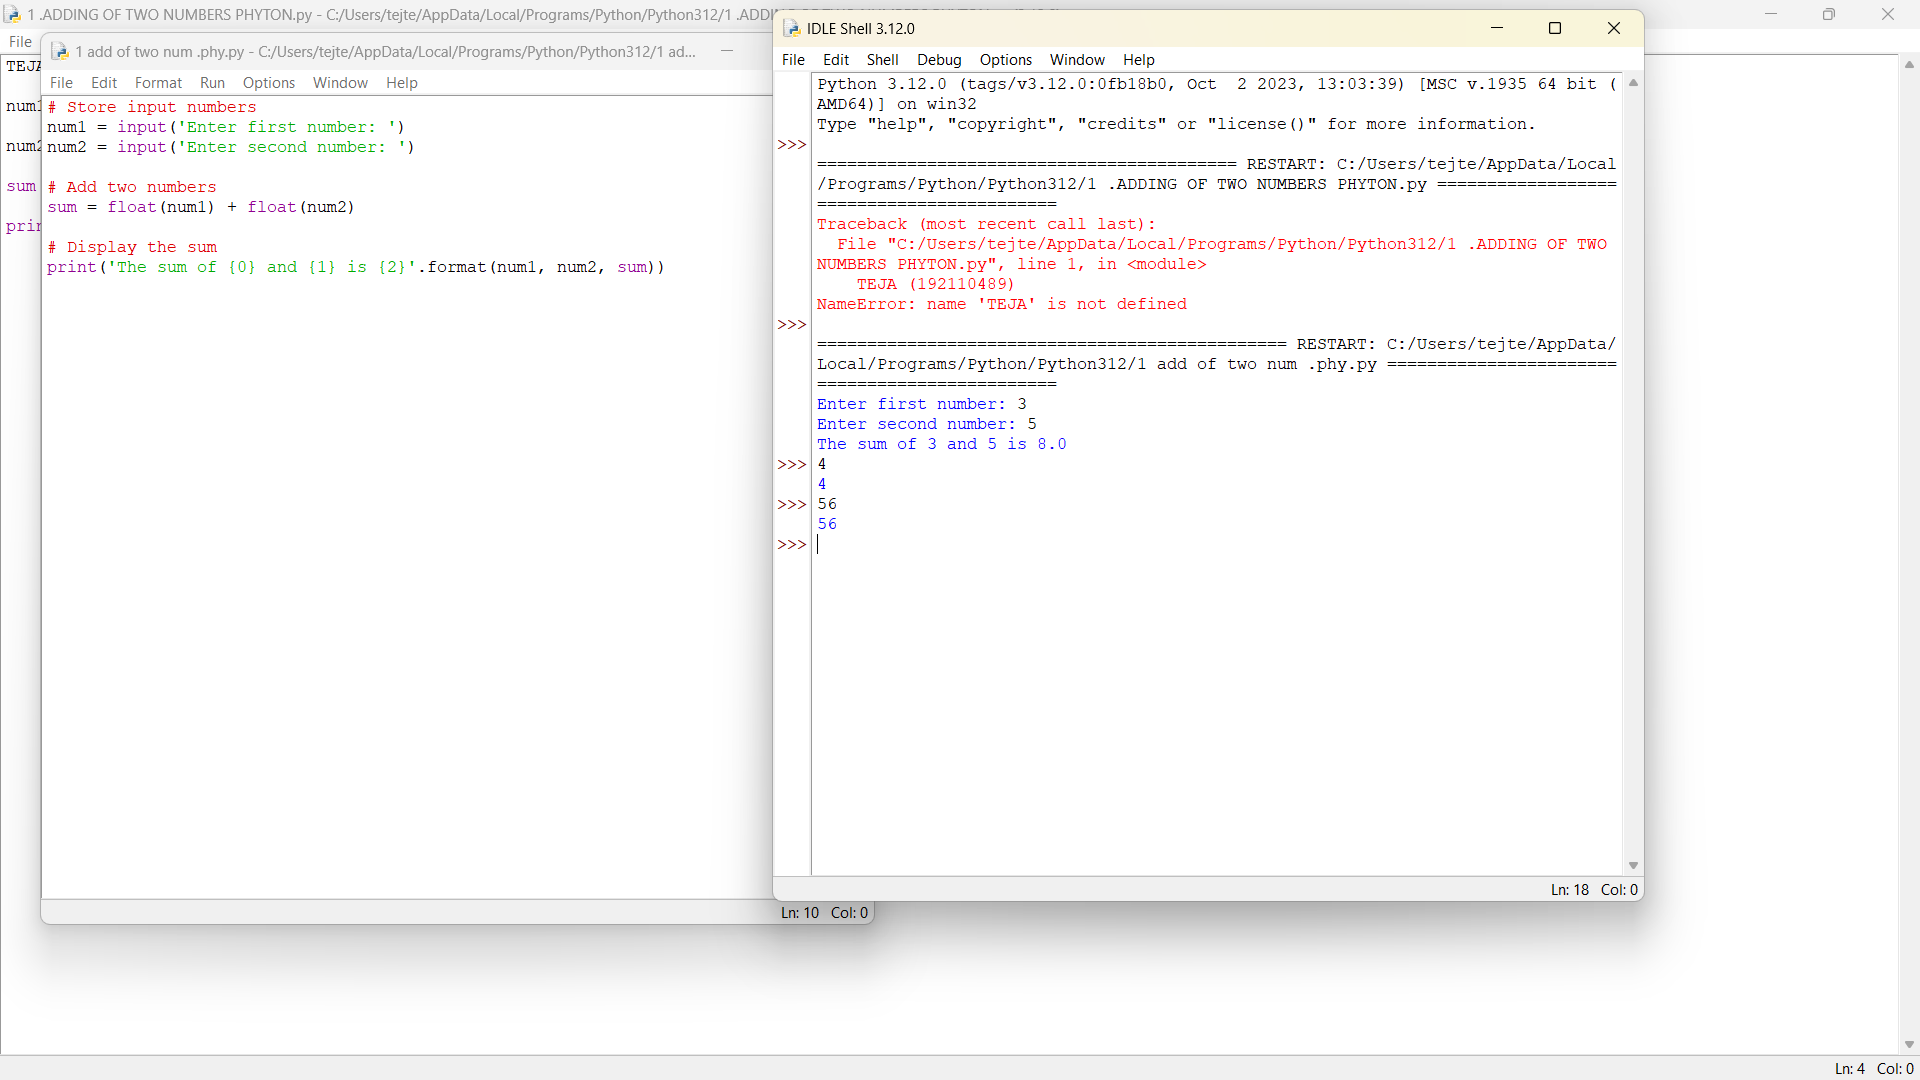 1 .ADDING OF TWO NUMBERS PHYTON.py - C:/Users/tejte/AppData/Local/Programs/Python/Python312/1 .ADDI
File
TEJA
num1
num2
sum
prin
1 add of two num .phy.py - C:/Users/tejte/AppData/Local/Programs/Python/Python312/1 ad...
File Edit Format Run Options Window Help
# Store input numbers
num1 = input('Enter first number: ')
num2 = input('Enter second number: ')
# Add two numbers
sum = float(num1) + float(num2)
# Display the sum
print('The sum of {0} and {1} is {2}'.format(num1, num2, sum))
Ln: 10 Col: 0
IDLE Shell 3.12.0
File Edit Shell Debug Options Window Help
Python 3.12.0 (tags/v3.12.0:0fb18b0, Oct  2 2023, 13:03:39) [MSC v.1935 64 bit (
AMD64)] on win32
Type "help", "copyright", "credits" or "license()" for more information.
>>>
========================================== RESTART: C:/Users/tejte/AppData/Local
/Programs/Python/Python312/1 .ADDING OF TWO NUMBERS PHYTON.py ==================
========================
Traceback (most recent call last):
  File "C:/Users/tejte/AppData/Local/Programs/Python/Python312/1 .ADDING OF TWO
NUMBERS PHYTON.py", line 1, in <module>
    TEJA (192110489)
NameError: name 'TEJA' is not defined
>>>
=============================================== RESTART: C:/Users/tejte/AppData/
Local/Programs/Python/Python312/1 add of two num .phy.py =======================
========================
Enter first number: 3
Enter second number: 5
The sum of 3 and 5 is 8.0
>>> 4
4
>>> 56
56
>>>
Ln: 18 Col: 0
Ln: 4 Col: 0